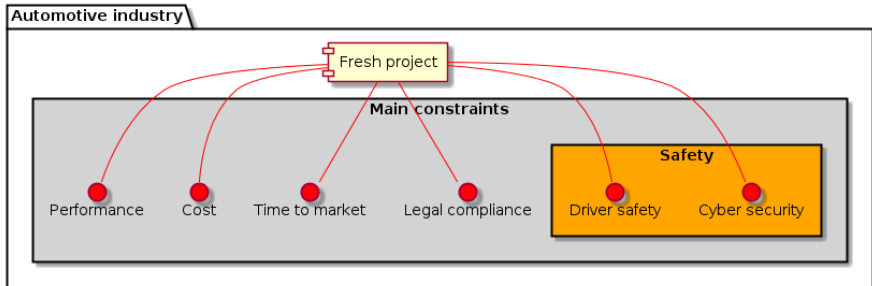 Automotive industry
Fresh project
Main constraints
Safety
Performance
Cost
Time to market
Legal compliance
Driver safety
Cyber security